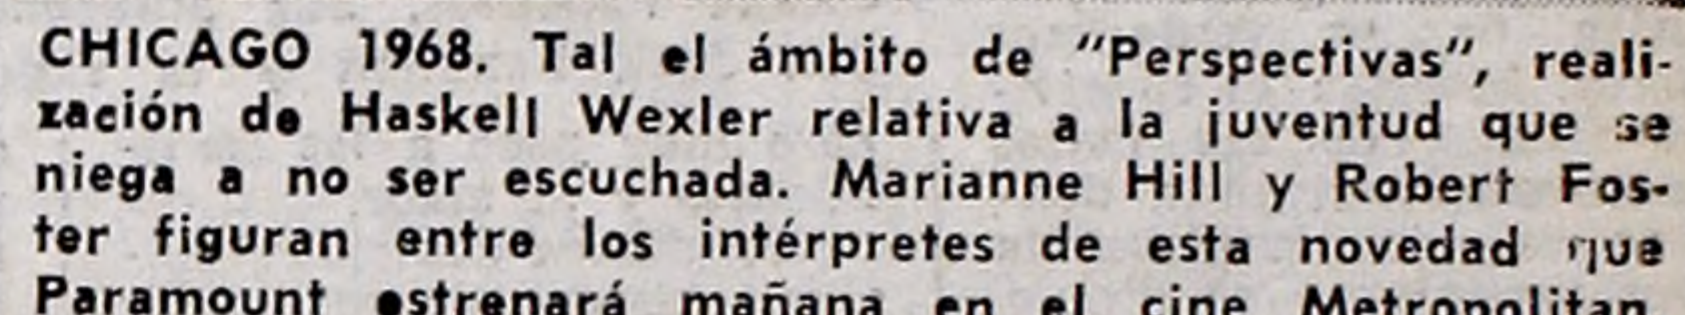 CHICAGO 1968. Tal el ámbito de "Perspectivas", reali-
zación de Haskell Wexler relativa a la juventud que se
niega a no ser escuchada. Marianne Hill y Robert Fos-
ter figuran entre los intérpretes de esta novedad que
Paramount estrenará mañana en el cine Metropolitan.